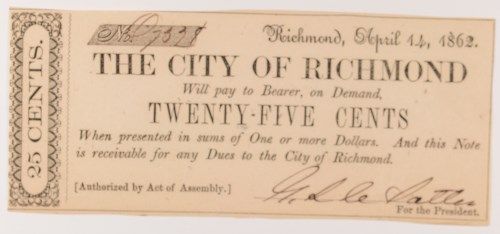 No.
Richmond, April 14, 1862.
THE CITY OF RICHMOND
Will pay to Bearer, on Demand,
TWENTY-FIVE CENTS
When presented in sums of One or more Dollars. And this Note
is receivable for any Dues to the City of Richmond.
[Authorized by Act of Assembly.]
For the President.
25 CENTS.